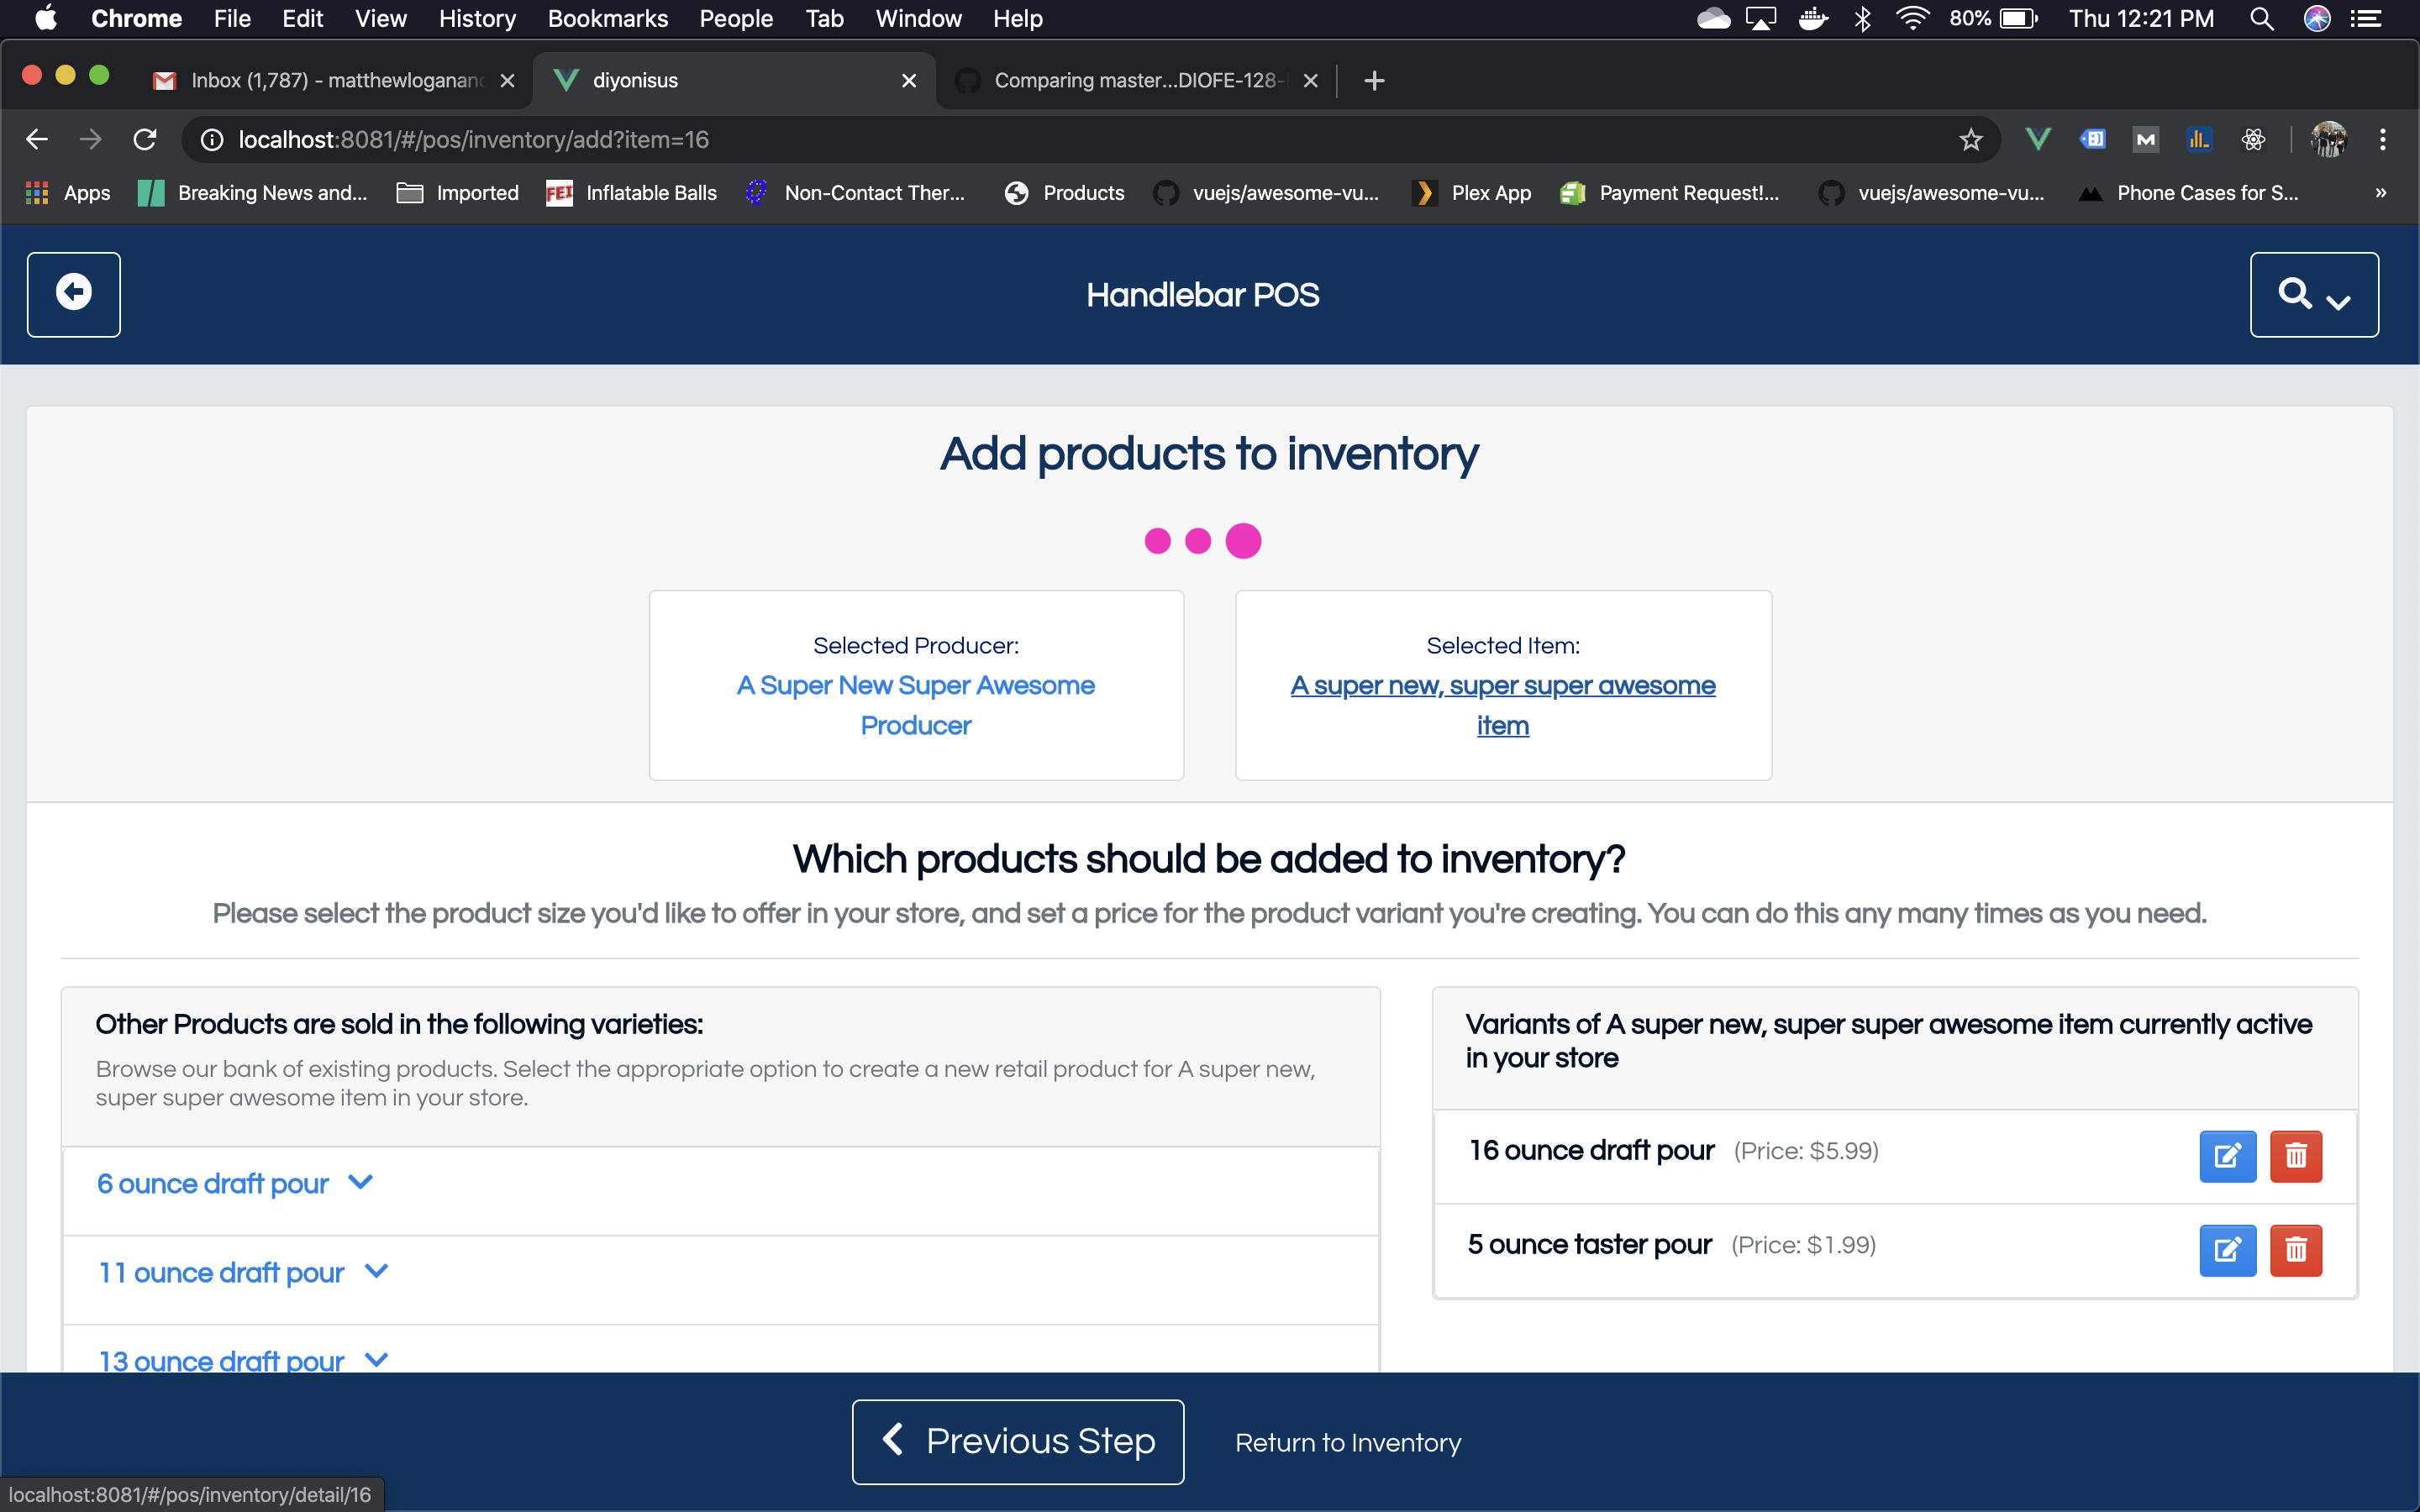 Chrome File Edit View History Bookmarks People Tab Window Help 80% Thu 12:21 PM
Inbox (1,787) - matthewloganand diyonisus Comparing master...DIOFE-128-
localhost:8081/#/pos/inventory/add?item=16
Apps Breaking News and... Imported FEI Inflatable Balls Non-Contact Ther... Products vuejs/awesome-vu... Plex App Payment Request!... vuejs/awesome-vu... Phone Cases for S... »
Handlebar POS
Add products to inventory
Selected Producer:
A Super New Super Awesome
Producer
Selected Item:
A super new, super super awesome
item
Which products should be added to inventory?
Please select the product size you'd like to offer in your store, and set a price for the product variant you're creating. You can do this any many times as you need.
Other Products are sold in the following varieties:
Browse our bank of existing products. Select the appropriate option to create a new retail product for A super new,
super super awesome item in your store.
6 ounce draft pour
11 ounce draft pour
13 ounce draft pour
Variants of A super new, super super awesome item currently active
in your store
16 ounce draft pour (Price: $5.99)
5 ounce taster pour (Price: $1.99)
Previous Step Return to Inventory
localhost:8081/#/pos/inventory/detail/16